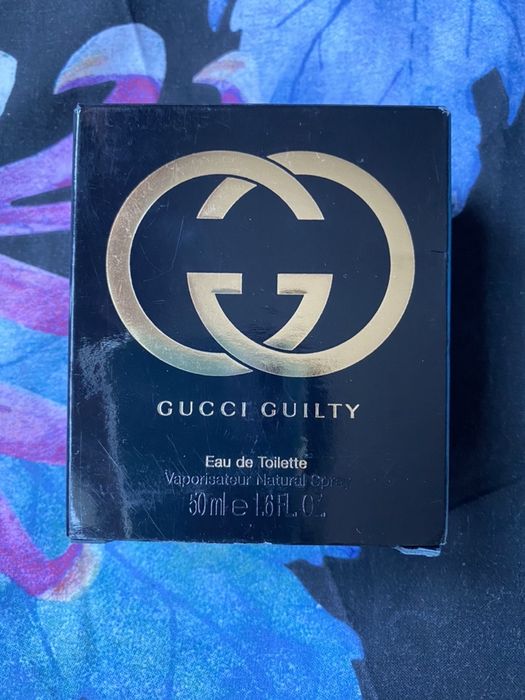 GUCCI GUILTY
Eau de Toilette
Vaporisateur Natural Spray
50 ml e 1.6 FL. OZ.